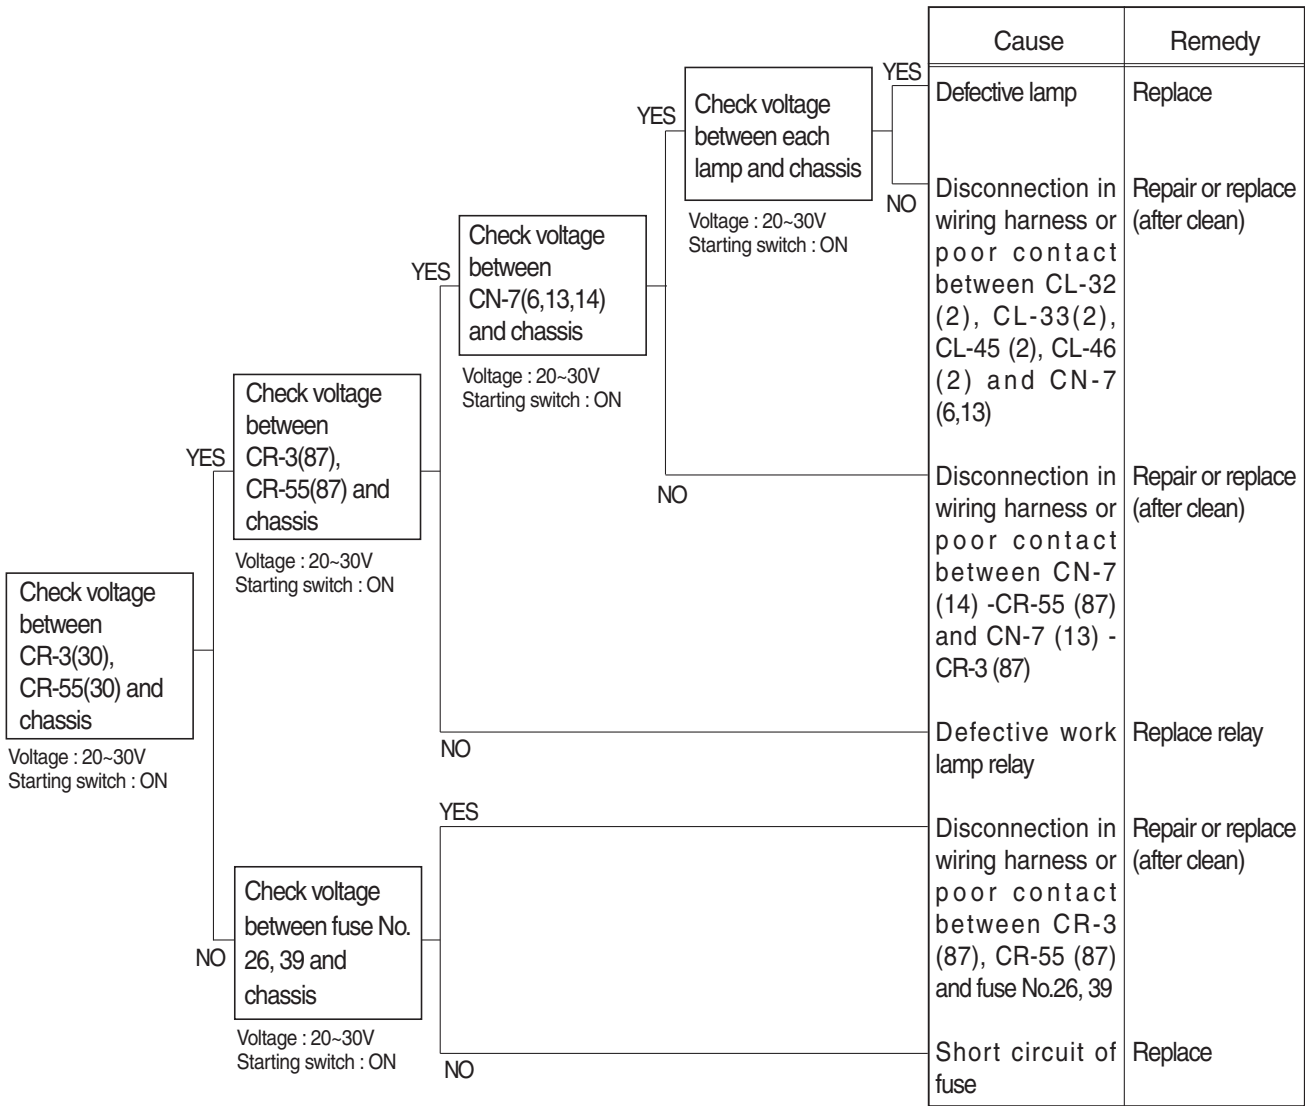 Cause
Remedy
YES
Defective lamp
Replace
Check voltage
between each
lamp and chassis
YES
NO
Disconnection in
wiring harness or
poor contact
between CL-32
(2), CL-33(2),
CL-45 (2), CL-46
(2) and CN-7
(6,13)
Repair or replace
(after clean)
Voltage : 20~30V
Starting switch : ON
Check voltage
between
CN-7(6,13,14)
and chassis
YES
Voltage : 20~30V
Starting switch : ON
Check voltage
between
CR-3(87),
CR-55(87) and
chassis
YES
NO
Disconnection in
wiring harness or
poor contact
between CN-7
(14) -CR-55 (87)
and CN-7 (13) -
CR-3 (87)
Repair or replace
(after clean)
Voltage : 20~30V
Starting switch : ON
Check voltage
between
CR-3(30),
CR-55(30) and
chassis
Voltage : 20~30V
Starting switch : ON
NO
Defective work
lamp relay
Replace relay
YES
Disconnection in
wiring harness or
poor contact
between CR-3
(87), CR-55 (87)
and fuse No.26, 39
Repair or replace
(after clean)
NO
Check voltage
between fuse No.
26, 39 and
chassis
Voltage : 20~30V
Starting switch : ON
NO
Short circuit of
fuse
Replace